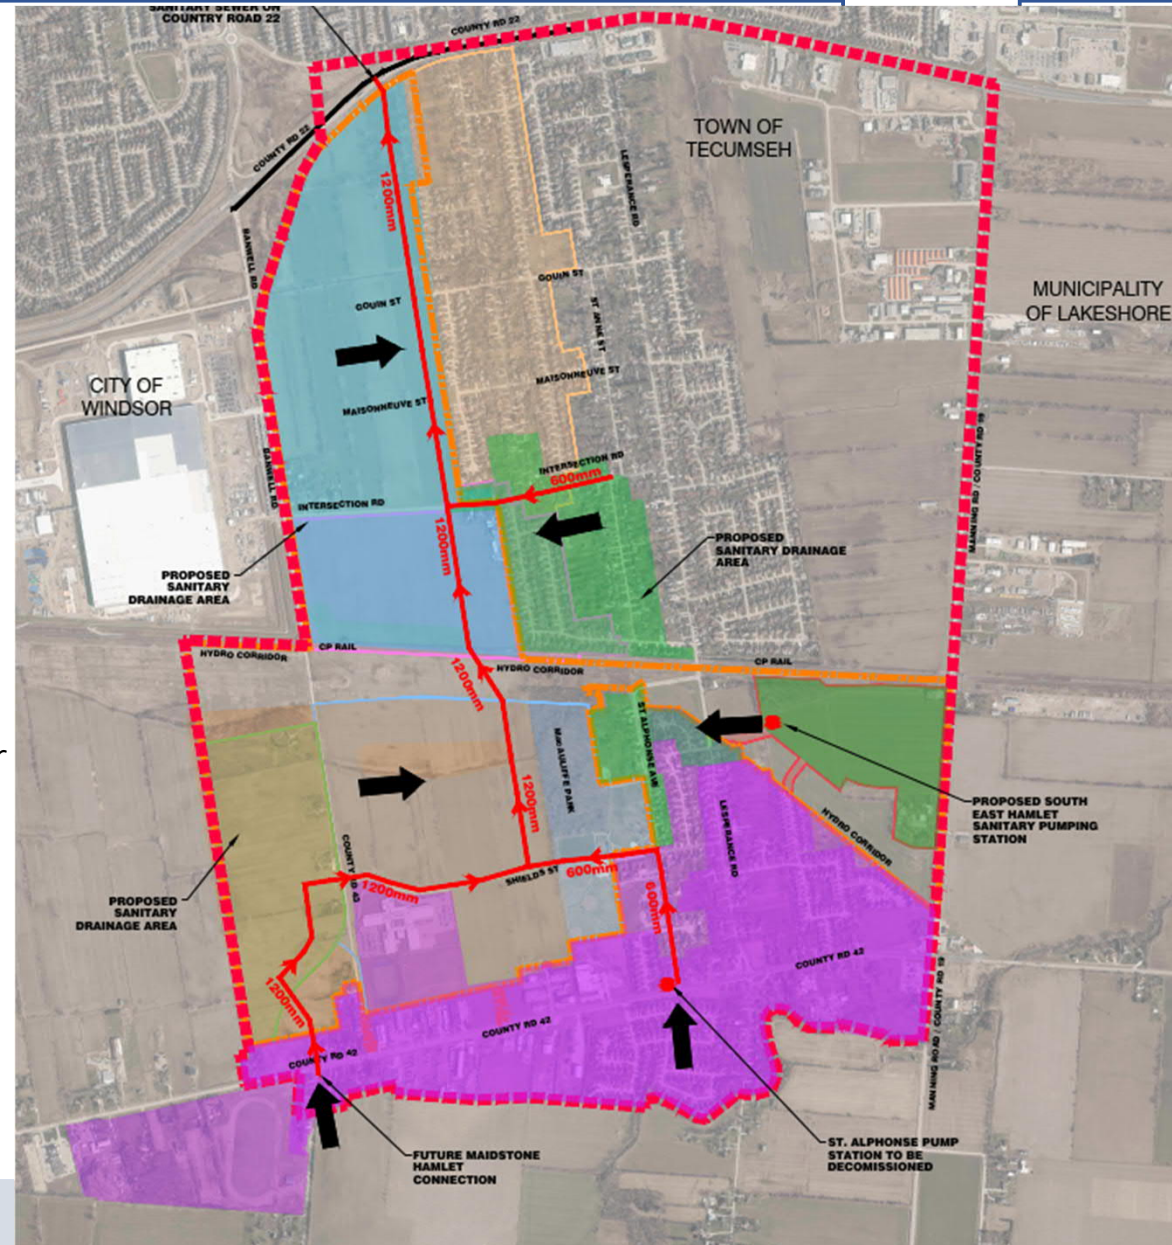 SANITARY SEWER ON
COUNTRY ROAD 22
COUNTY RD 22
COUNTY RD 22
TOWN OF
TECUMSEH
LESPERANCE RD
1200mm
BANWELL RD
GOUIN ST
GOUIN ST
MUNICIPALITY
OF LAKESHORE
ST ANNE ST
MAISONNEUVE ST
CITY OF
WINDSOR
MAISONNEUVE ST
MANNING RD / COUNTY RD 19
BANWELL RD
INTERSECTION RD
600mm
INTERSECTION RD
1200mm
PROPOSED
SANITARY DRAINAGE
AREA
PROPOSED
SANITARY
DRAINAGE AREA
CP RAIL
HYDRO CORRIDOR
CP RAIL
HYDRO CORRIDOR
1200mm
ST ALPHONSE AVE
MacAULIFFE PARK
1200mm
LESPERANCE RD
PROPOSED SOUTH
EAST HAMLET
SANITARY PUMPING
STATION
HYDRO CORRIDOR
COUNTY RD 43
SHIELDS ST
600mm
1200mm
600mm
PROPOSED
SANITARY
DRAINAGE AREA
COUNTY RD 42
1200mm
COUNTY RD 42
COUNTY RD 42
MANNING ROAD / COUNTY RD 19
FUTURE MAIDSTONE
HAMLET
CONNECTION
ST. ALPHONSE PUMP
STATION TO BE
DECOMISSIONED